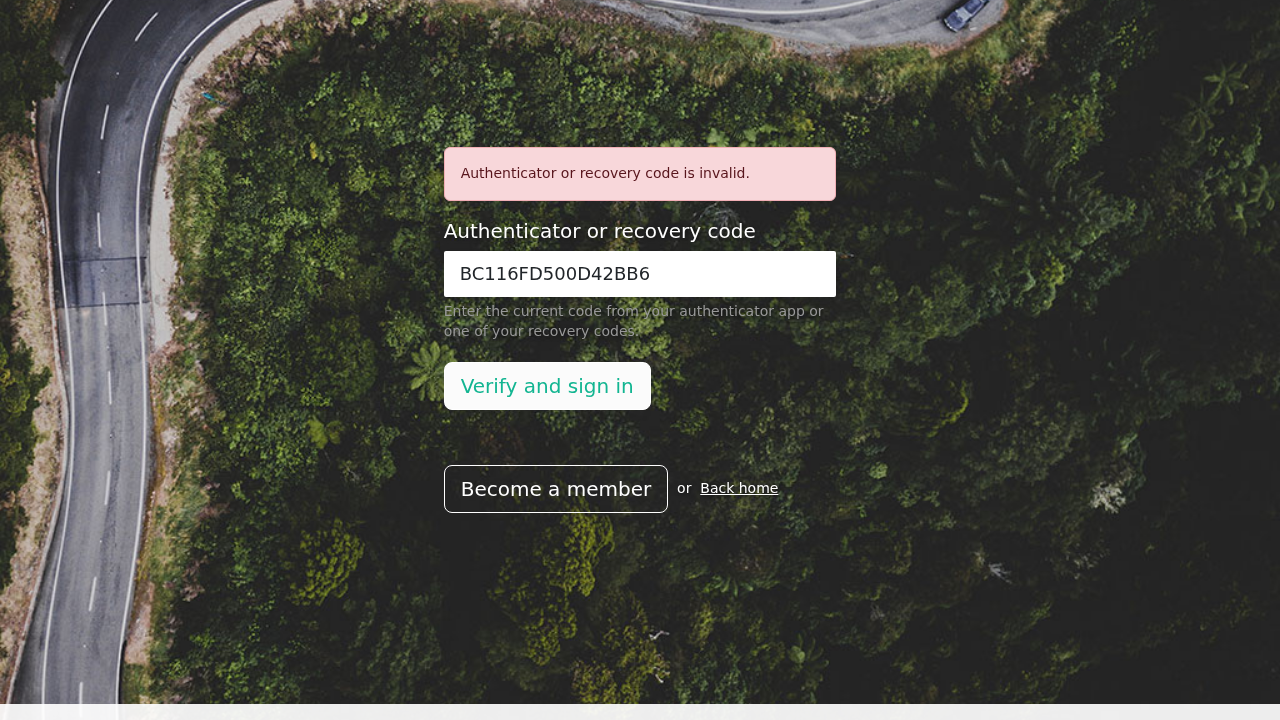 Authenticator or recovery code is invalid.
Authenticator or recovery code
BC116FD500D42BB6
Enter the current code from your authenticator app or
one of your recovery codes.
Verify and sign in
Become a member or Back home